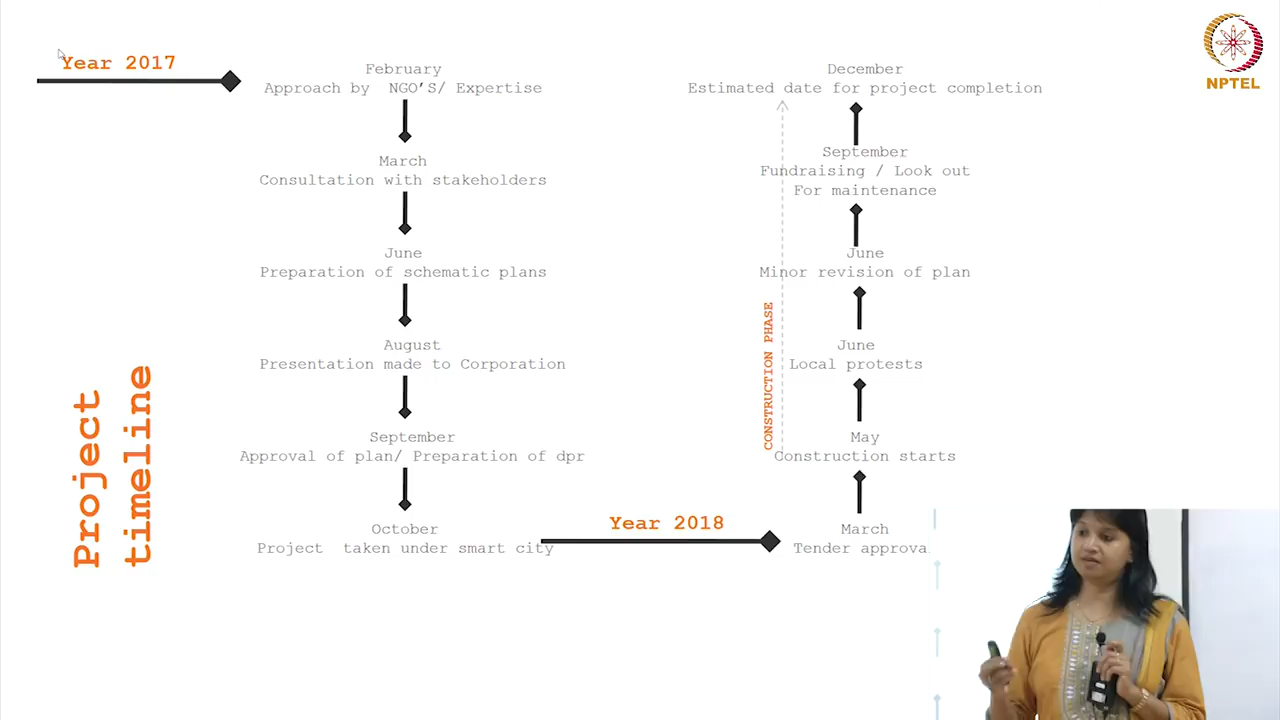 Year 2017
NPTEL
Project
timeline
February
Approach by NGO'S/ Expertise
March
Consultation with stakeholders
June
Preparation of schematic plans
August
Presentation made to Corporation
September
Approval of plan/ Preparation of dpr
October
Project taken under smart city
Year 2018
March
Tender approva
May
Construction starts
June
Local protests
June
Minor revision of plan
September
Fundraising / Look out
For maintenance
December
Estimated date for project completion
CONSTRUCTION PHASE